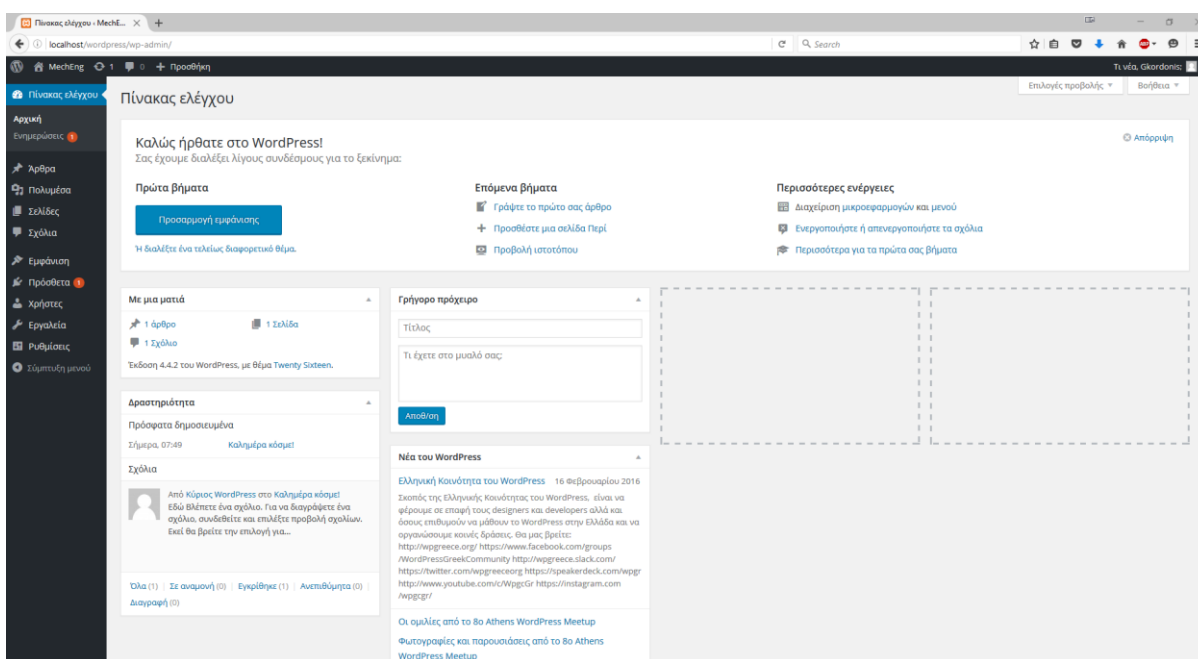 Πίνακας ελέγχου ‹ MechE...
localhost/wordpress/wp-admin/
Search
ABP
MechEng 1 0 Προσθήκη
Τι νέα, Gkordonis;
Πίνακας ελέγχου
Αρχική
Ενημερώσεις 1
Άρθρα
Πολυμέσα
Σελίδες
Σχόλια
Εμφάνιση
Πρόσθετα 1
Χρήστες
Εργαλεία
Ρυθμίσεις
Σύμπτυξη μενού
Επιλογές προβολής
Βοήθεια
Πίνακας ελέγχου
Καλώς ήρθατε στο WordPress!
Απόρριψη
Σας έχουμε διαλέξει λίγους συνδέσμους για το ξεκίνημα:
Πρώτα βήματα
Προσαρμογή εμφάνισης
Ή διαλέξτε ένα τελείως διαφορετικό θέμα.
Επόμενα βήματα
Γράψτε το πρώτο σας άρθρο
Προσθέστε μια σελίδα Περί
Προβολή ιστοτόπου
Περισσότερες ενέργειες
Διαχείριση μικροεφαρμογών και μενού
Ενεργοποιήστε ή απενεργοποιήστε τα σχόλια
Περισσότερα για τα πρώτα σας βήματα
Με μια ματιά
1 άρθρο
1 Σελίδα
1 Σχόλιο
Έκδοση 4.4.2 του WordPress, με θέμα Twenty Sixteen.
Δραστηριότητα
Πρόσφατα δημοσιευμένα
Σήμερα, 07:49 Καλημέρα κόσμε!
Σχόλια
Από Κύριος WordPress στο Καλημέρα κόσμε!
Εδώ Βλέπετε ένα σχόλιο. Για να διαγράψετε ένα
σχόλιο, συνδεθείτε και επιλέξτε προβολή σχολίων.
Εκεί θα βρείτε την επιλογή για...
Όλα (1) | Σε αναμονή (0) | Εγκρίθηκε (1) | Ανεπιθύμητα (0) |
Διαγραφή (0)
Γρήγορο πρόχειρο
Τίτλος
Τι έχετε στο μυαλό σας;
Αποθ/ση
Νέα του WordPress
Ελληνική Κοινότητα του WordPress 16 Φεβρουαρίου 2016
Σκοπός της Ελληνικής Κοινότητας του WordPress, είναι να
φέρουμε σε επαφή τους designers και developers αλλά και
όσους επιθυμούν να μάθουν το WordPress στην Ελλάδα και να
οργανώσουμε κοινές δράσεις. Θα μας βρείτε:
http://wpgreece.org/ https://www.facebook.com/groups
/WordPressGreekCommunity http://wpgreece.slack.com/
https://twitter.com/wpgreeceorg https://speakerdeck.com/wpgr
http://www.youtube.com/c/WpgcGr https://instagram.com
/wpgcgr/
Οι ομιλίες από το 8ο Athens WordPress Meetup
Φωτογραφίες και παρουσιάσεις από το 8ο Athens
WordPress Meetup